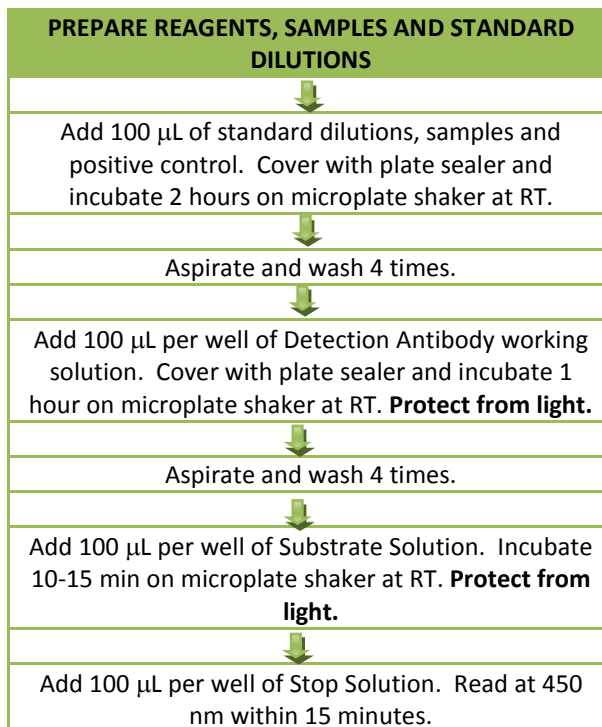 PREPARE REAGENTS, SAMPLES AND STANDARD
DILUTIONS
Add 100 μL of standard dilutions, samples and
positive control.  Cover with plate sealer and
incubate 2 hours on microplate shaker at RT.
Aspirate and wash 4 times.
Add 100 μL per well of Detection Antibody working
solution.  Cover with plate sealer and incubate 1
hour on microplate shaker at RT. Protect from light.
Aspirate and wash 4 times.
Add 100 μL per well of Substrate Solution.  Incubate
10-15 min on microplate shaker at RT. Protect from
light.
Add 100 μL per well of Stop Solution.  Read at 450
nm within 15 minutes.